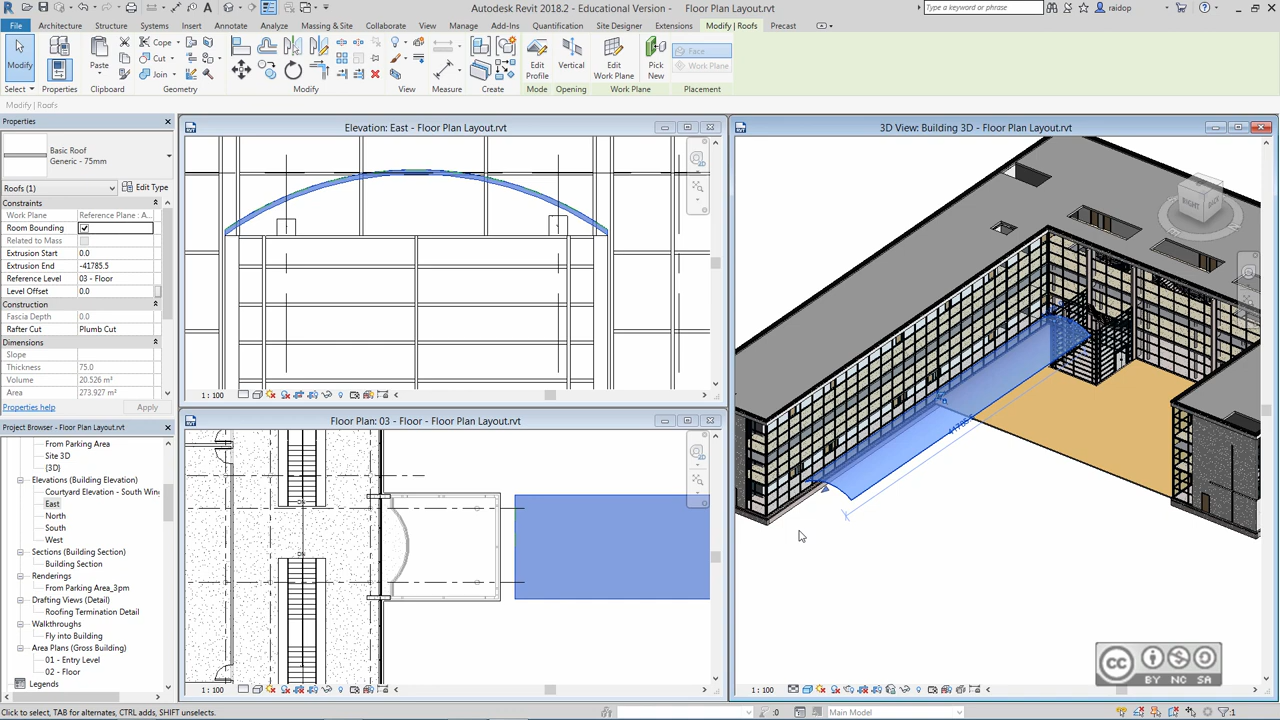 Autodesk Revit 2018.2 - Educational Version - Floor Plan Layout.rvt
Type a keyword or phrase
raidop
File Architecture Structure Systems Insert Annotate Analyze Massing & Site Collaborate View Manage Add-Ins Quantification Site Designer Extensions Modify | Roofs Precast
Modify
Paste
Cope
Cut
Join
Edit Profile
Vertical
Edit Work Plane
Pick New
Face
Work Plane
Select Properties Clipboard Geometry Modify View Measure Create Mode Opening Work Plane Placement
Modify | Roofs
Properties
Basic Roof
Generic - 75mm
Roofs (1)
Edit Type
Constraints
Work Plane Reference Plane : A...
Room Bounding
Related to Mass
Extrusion Start 0.0
Extrusion End -41785.5
Reference Level 03 - Floor
Level Offset 0.0
Construction
Fascia Depth 0.0
Rafter Cut Plumb Cut
Dimensions
Slope
Thickness 75.0
Volume 20.526 m³
Area 273.927 m²
Properties help
Apply
Project Browser - Floor Plan Layout.rvt
From Parking Area
Site 3D
{3D}
Elevations (Building Elevation)
Courtyard Elevation - South Wing
East
North
South
West
Sections (Building Section)
Building Section
Renderings
From Parking Area_3pm
Drafting Views (Detail)
Roofing Termination Detail
Walkthroughs
Fly into Building
Area Plans (Gross Building)
01 - Entry Level
02 - Floor
Legends
Elevation: East - Floor Plan Layout.rvt
1 : 100
Floor Plan: 03 - Floor - Floor Plan Layout.rvt
DN
DN
1 : 100
3D View: Building 3D - Floor Plan Layout.rvt
RIGHT
BACK
41785.5
1 : 100
cc
BY NC SA
Click to select, TAB for alternates, CTRL adds, SHIFT unselects.
:0
Main Model
:1